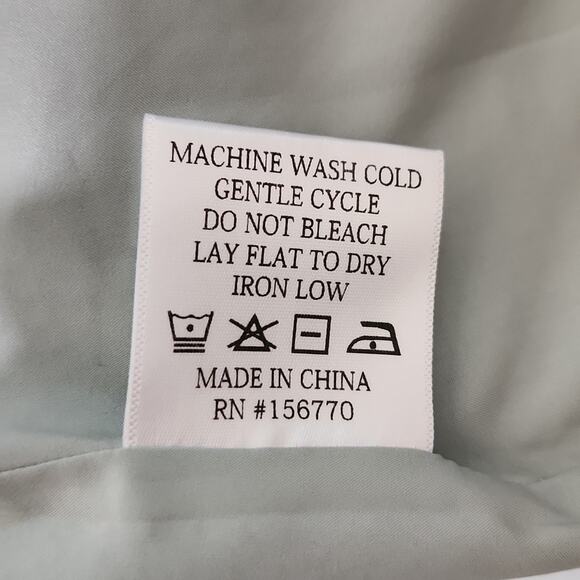 MACHINE WASH COLD
GENTLE CYCLE
DO NOT BLEACH
LAY FLAT TO DRY
IRON LOW
MADE IN CHINA
RN #156770